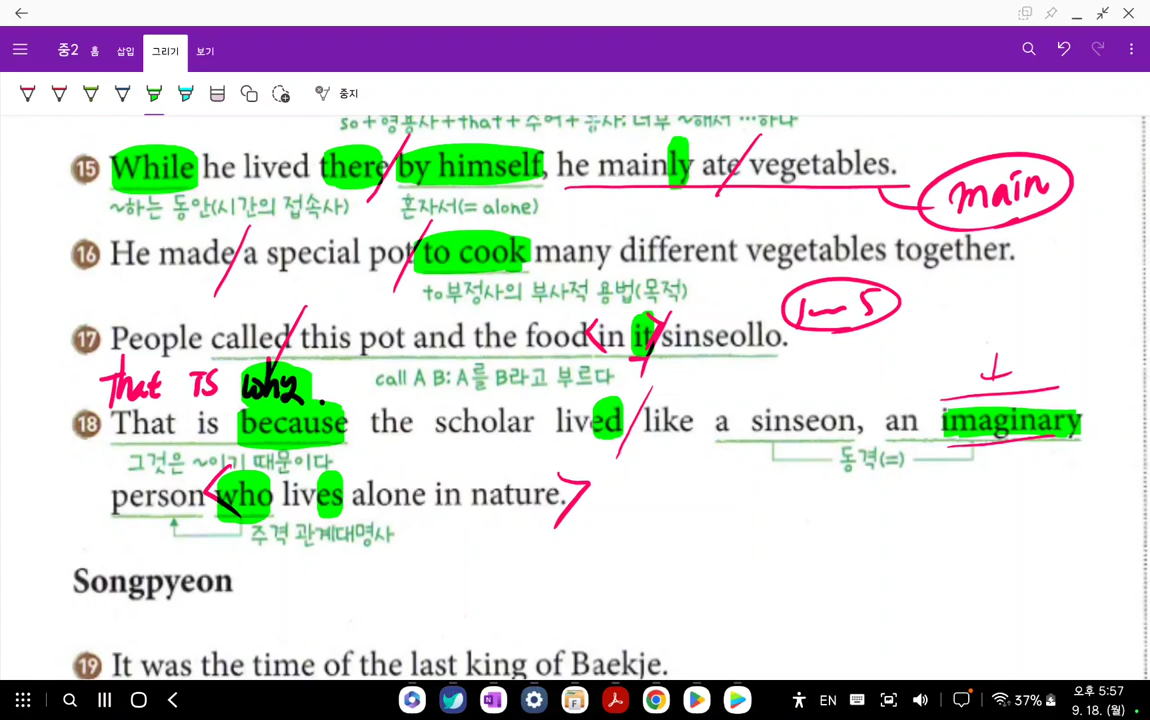 중2 홈 삽입 그리기 보기
중지
so+형용사+that+주어+동사: 너무 ~해서 …하다
⑮ While he lived there by himself, he mainly ate vegetables.
main
~하는 동안(시간의 접속사) 혼자서(= alone)
⑯ He made a special pot to cook many different vegetables together.
to부정사의 부사적 용법(목적)
⑰ People called this pot and the food in it sinseollo.
call A B: A를 B라고 부르다
That is why.
⑱ That is because the scholar lived like a sinseon, an imaginary
그것은 ~이기 때문이다 동격(=)
person who lives alone in nature.
주격 관계대명사
Songpyeon
⑲ It was the time of the last king of Baekje.
EN 37% 오후 5:57
9. 18. (월)